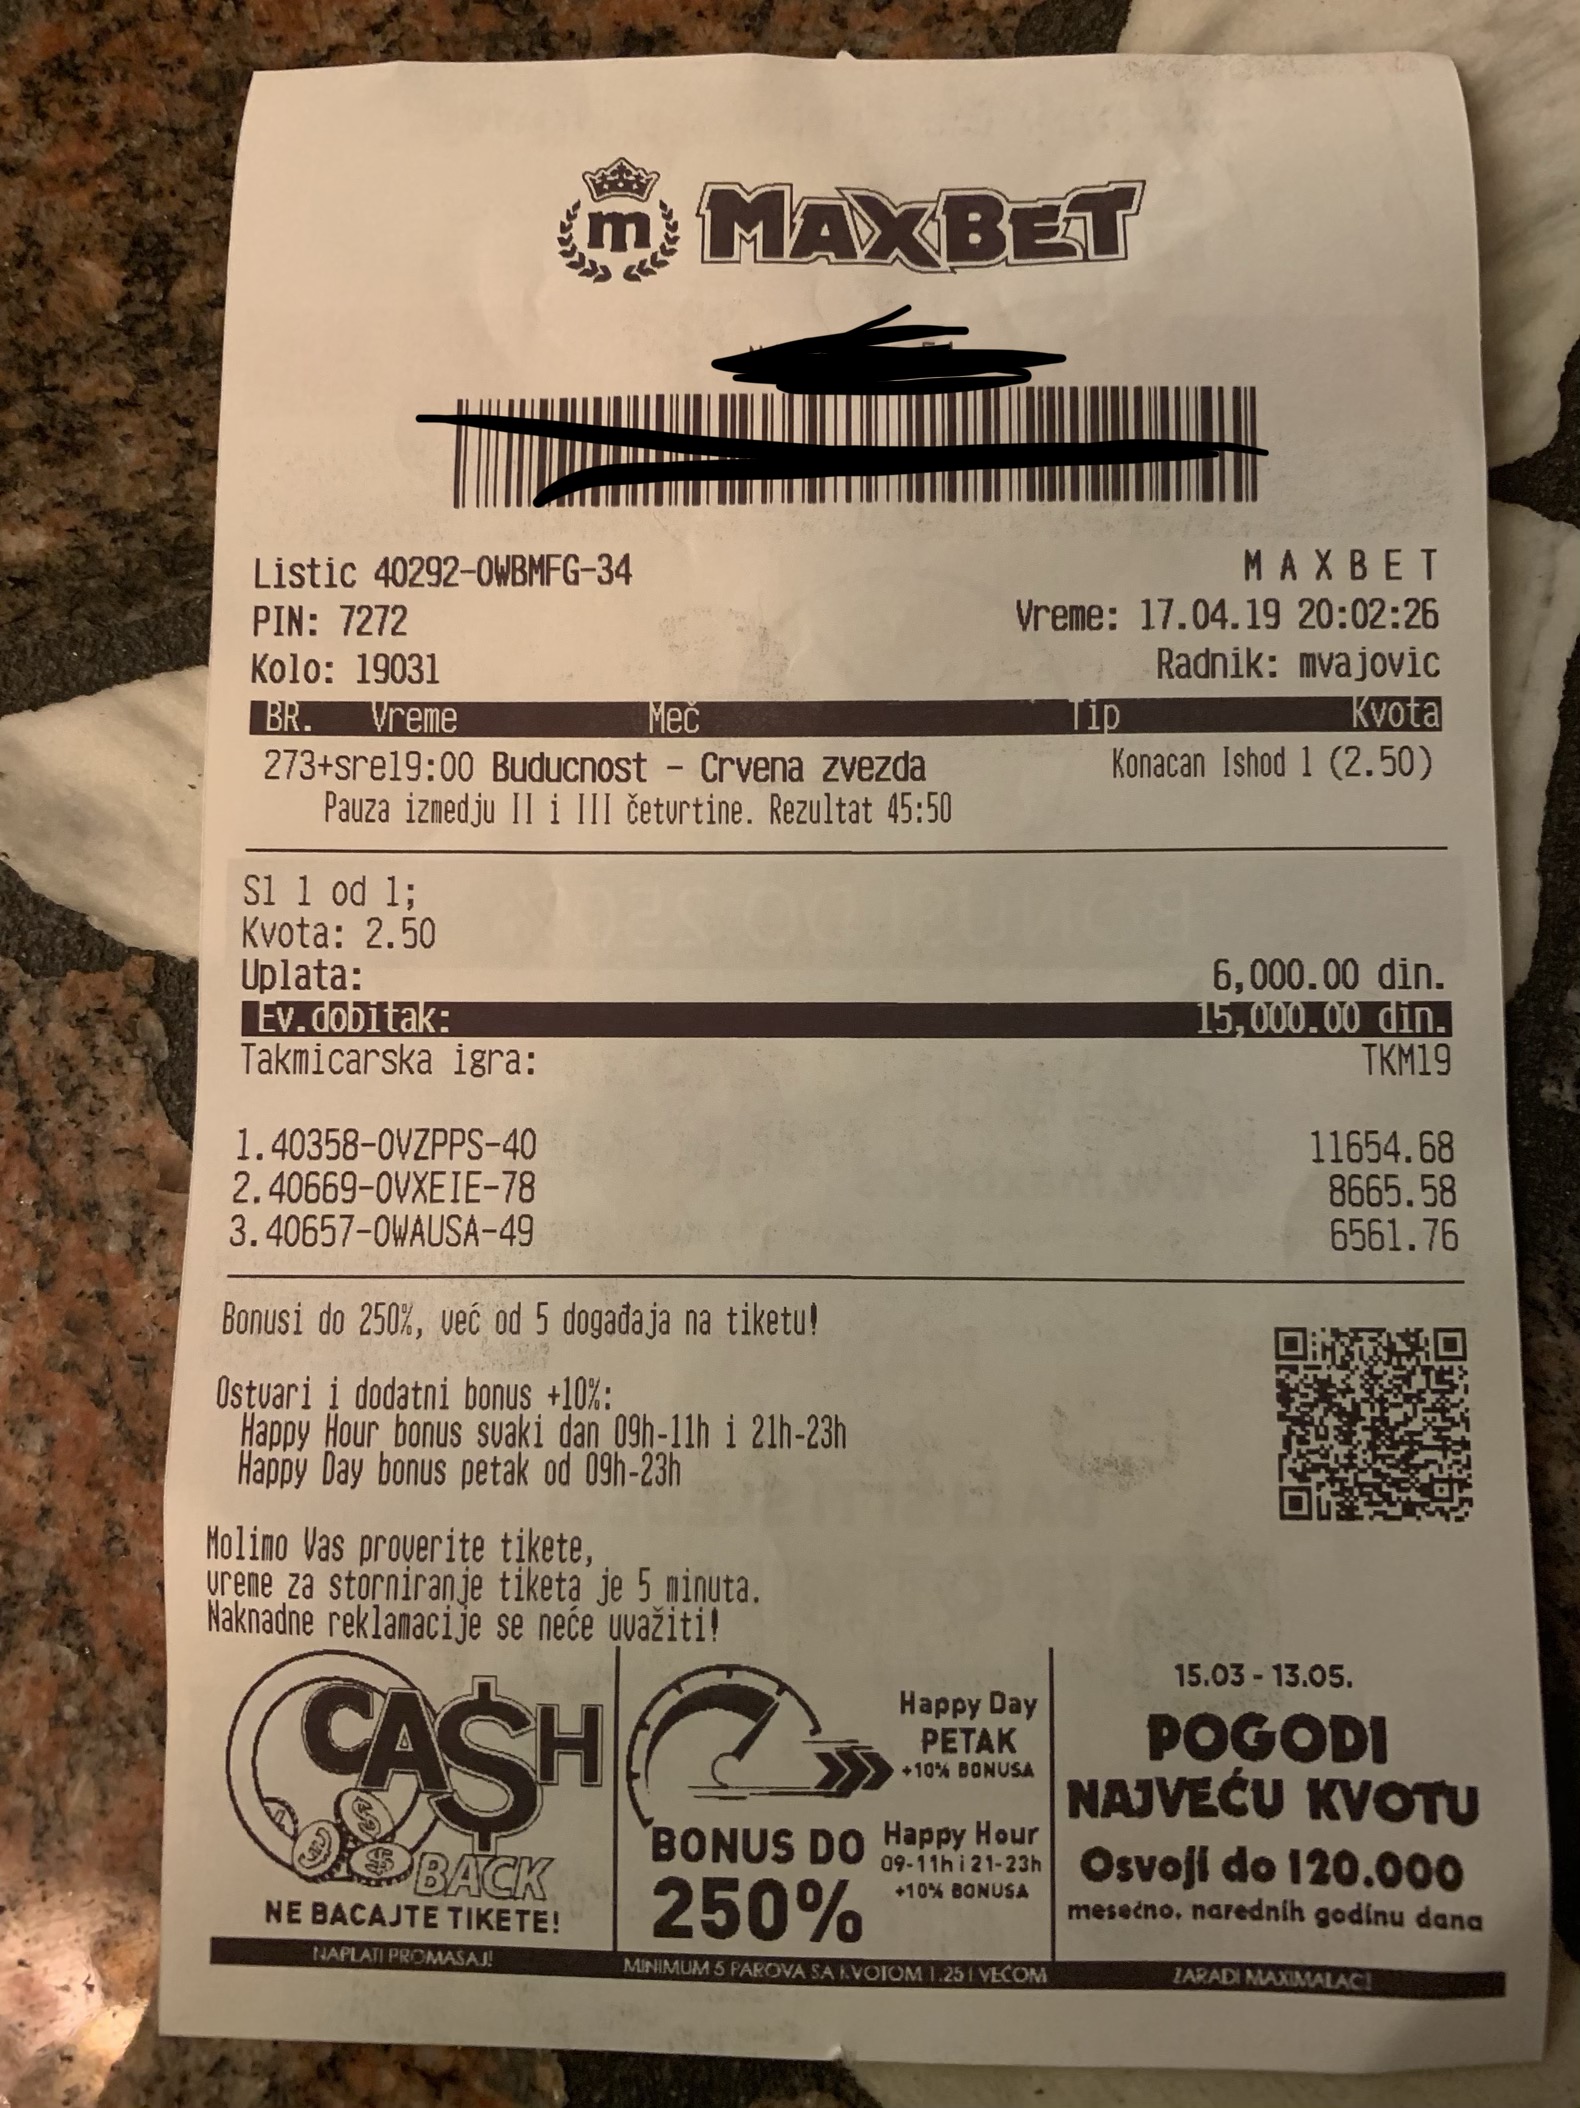 m MAXBET
Listic 40292-OWBMFG-34
MAXBET
PIN: 7272
Vreme: 17.04.19 20:02:26
Kolo: 19031
Radnik: mvajovic
BR. Vreme Meč Tip Kvota
273+sre19:00 Buducnost - Crvena zvezda Konacan Ishod 1 (2.50)
Pauza izmedju II i III četvrtine. Rezultat 45:50
Sl 1 od 1;
Kvota: 2.50
Uplata: 6,000.00 din.
Ev.dobitak: 15,000.00 din.
Takmicarska igra: TKM19
1.40358-OVZPPS-40 11654.68
2.40669-OVXEIE-78 8665.58
3.40657-OWAUSA-49 6561.76
Bonusi do 250%, već od 5 događaja na tiketu!
Ostvari i dodatni bonus +10%:
Happy Hour bonus svaki dan 09h-11h i 21h-23h
Happy Day bonus petak od 09h-23h
Molimo Vas proverite tikete,
vreme za storniranje tiketa je 5 minuta.
Naknadne reklamacije se neće uvažiti!
CA$H
BACK
NE BACAJTE TIKETE!
NAPLATI PROMAŠAJ!
Happy Day
PETAK
+10% BONUSA
BONUS DO
250%
Happy Hour
09-11h i 21-23h
+10% BONUSA
MINIMUM 5 PAROVA SA KVOTOM 1.25 I VEĆOM
15.03 - 13.05.
POGODI
NAJVEĆU KVOTU
Osvoji do 120.000
mesečno, narednih godinu dana
ZARADI MAXIMALAC!